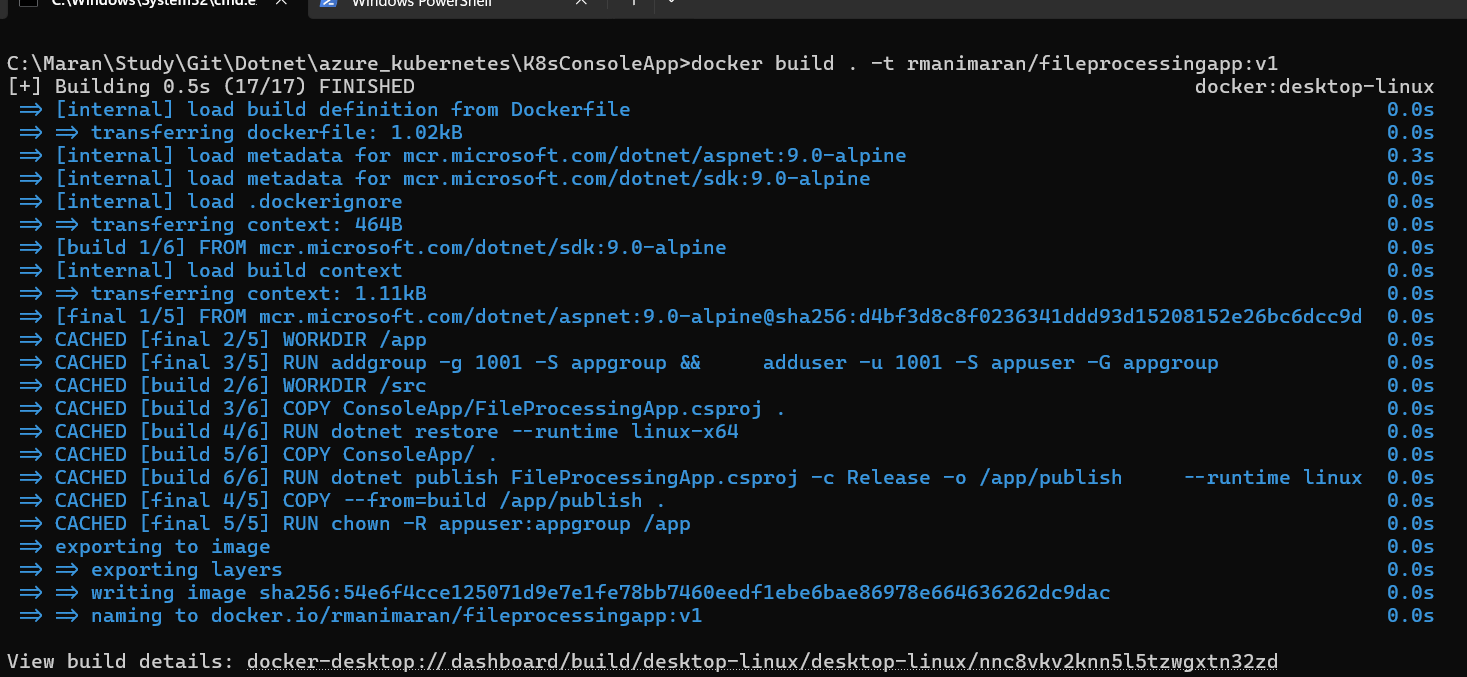 C:\Windows\System32\cmd.e Windows PowerShell
C:\Maran\Study\Git\Dotnet\azure_kubernetes\K8sConsoleApp>docker build . -t rmanimaran/fileprocessingapp:v1
[+] Building 0.5s (17/17) FINISHED docker:desktop-linux
=> [internal] load build definition from Dockerfile 0.0s
=> => transferring dockerfile: 1.02kB 0.0s
=> [internal] load metadata for mcr.microsoft.com/dotnet/aspnet:9.0-alpine 0.3s
=> [internal] load metadata for mcr.microsoft.com/dotnet/sdk:9.0-alpine 0.0s
=> [internal] load .dockerignore 0.0s
=> => transferring context: 464B 0.0s
=> [build 1/6] FROM mcr.microsoft.com/dotnet/sdk:9.0-alpine 0.0s
=> [internal] load build context 0.0s
=> => transferring context: 1.11kB 0.0s
=> [final 1/5] FROM mcr.microsoft.com/dotnet/aspnet:9.0-alpine@sha256:d4bf3d8c8f0236341ddd93d15208152e26bc6dcc9d 0.0s
=> CACHED [final 2/5] WORKDIR /app 0.0s
=> CACHED [final 3/5] RUN addgroup -g 1001 -S appgroup &&     adduser -u 1001 -S appuser -G appgroup 0.0s
=> CACHED [build 2/6] WORKDIR /src 0.0s
=> CACHED [build 3/6] COPY ConsoleApp/FileProcessingApp.csproj . 0.0s
=> CACHED [build 4/6] RUN dotnet restore --runtime linux-x64 0.0s
=> CACHED [build 5/6] COPY ConsoleApp/ . 0.0s
=> CACHED [build 6/6] RUN dotnet publish FileProcessingApp.csproj -c Release -o /app/publish     --runtime linux 0.0s
=> CACHED [final 4/5] COPY --from=build /app/publish . 0.0s
=> CACHED [final 5/5] RUN chown -R appuser:appgroup /app 0.0s
=> exporting to image 0.0s
=> => exporting layers 0.0s
=> => writing image sha256:54e6f4cce125071d9e7e1fe78bb7460eedf1ebe6bae86978e664636262dc9dac 0.0s
=> => naming to docker.io/rmanimaran/fileprocessingapp:v1 0.0s
View build details: docker-desktop://dashboard/build/desktop-linux/desktop-linux/nnc8vkv2knn5l5tzwgxtn32zd